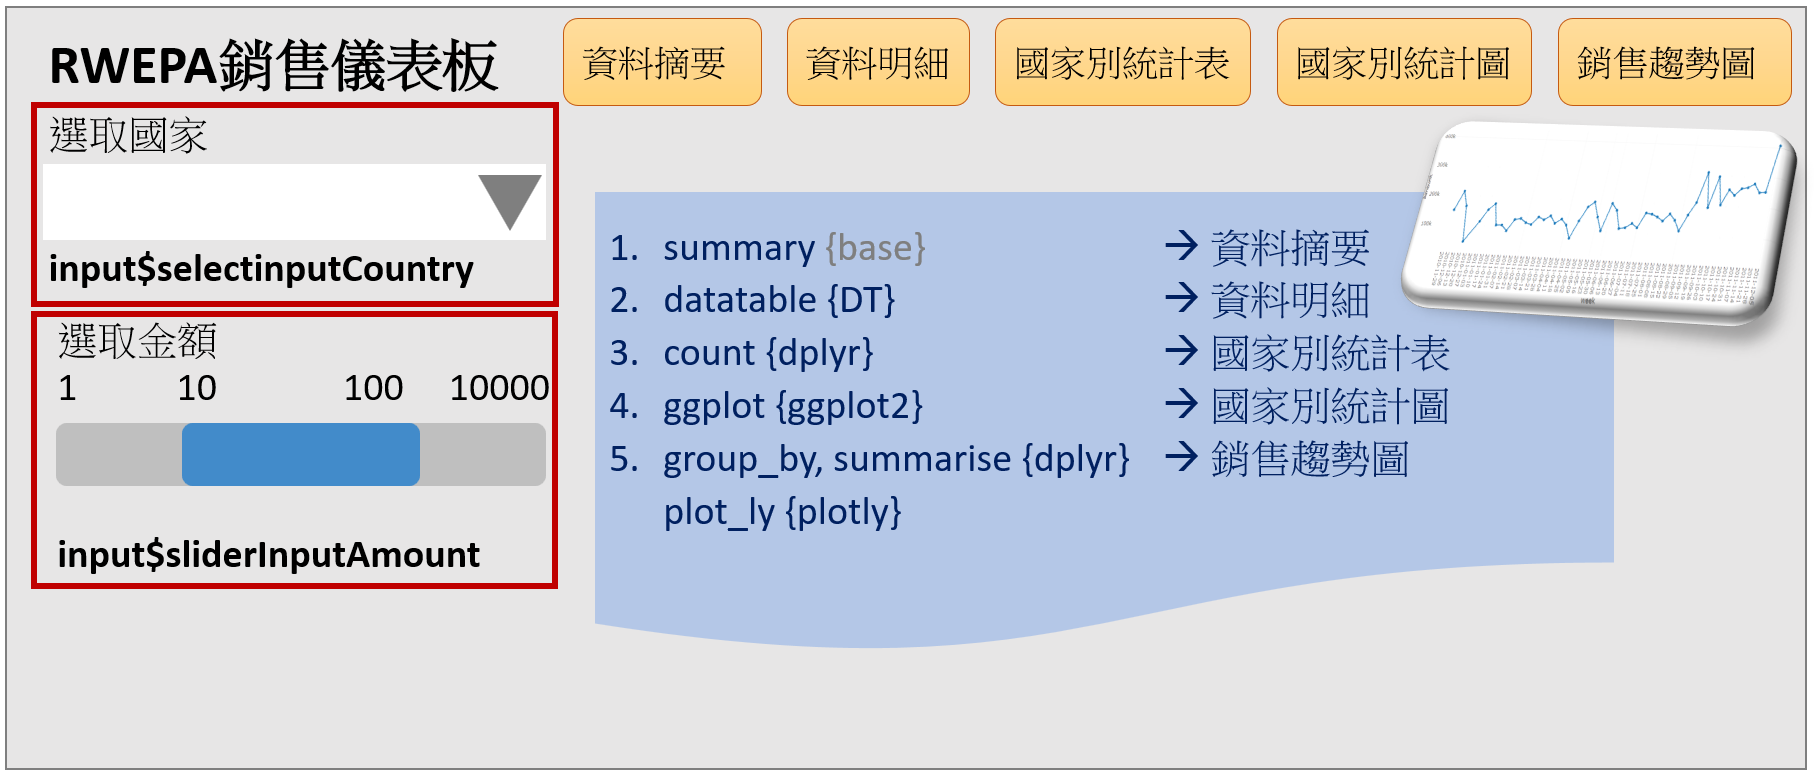 RWEPA銷售儀表板
資料摘要
資料明細
國家別統計表
國家別統計圖
銷售趨勢圖
選取國家
input$selectinputCountry
選取金額
1 10 100 10000
input$sliderInputAmount
1. summary {base} → 資料摘要
2. datatable {DT} → 資料明細
3. count {dplyr} → 國家別統計表
4. ggplot {ggplot2} → 國家別統計圖
5. group_by, summarise {dplyr} → 銷售趨勢圖
plot_ly {plotly}
week